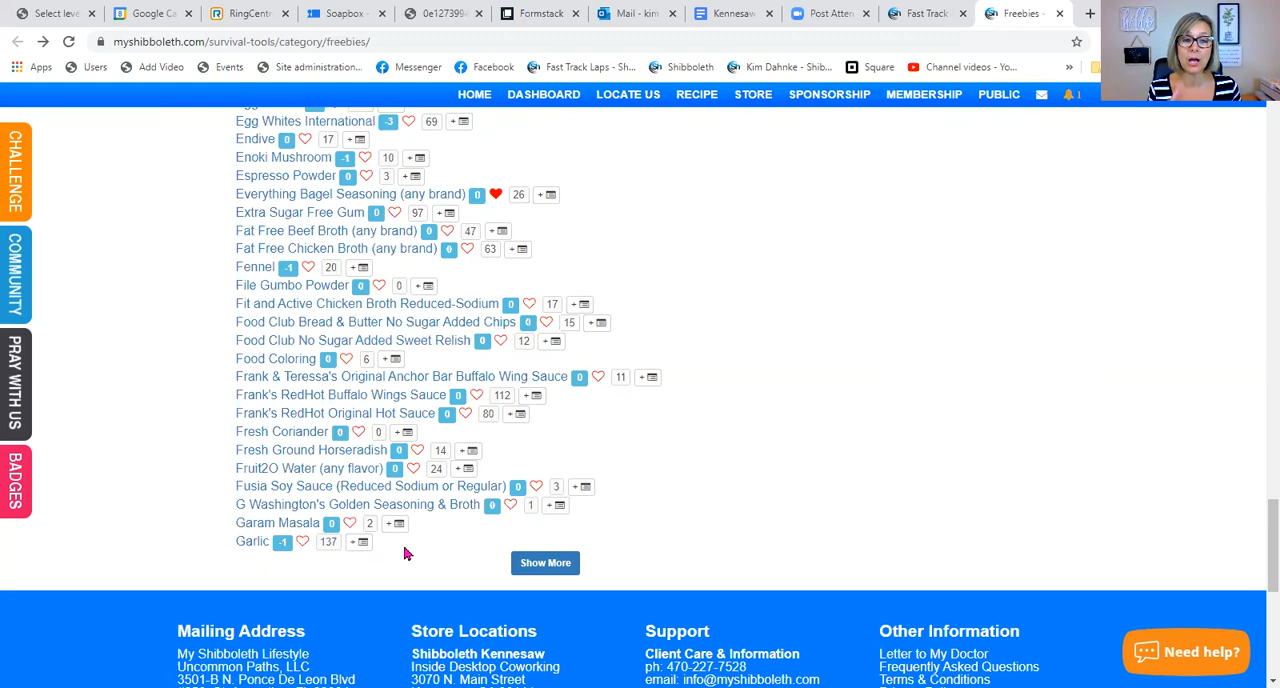 Select leve
Google Ca
RingCentr
Soapbox -
0e1273994
Formstack
Mail - kim
Kennesaw
Post Atten
Fast Track
Freebies -
myshibboleth.com/survival-tools/category/freebies/
Apps
Users
Add Video
Events
Site administration...
Messenger
Facebook
Fast Track Laps - Sh...
Shibboleth
Kim Dahnke - Shib...
Square
Channel videos - Yo...
»
HOME DASHBOARD LOCATE US RECIPE STORE SPONSORSHIP MEMBERSHIP PUBLIC 1
CHALLENGE
COMMUNITY
PRAY WITH US
BADGES
Egg Whites International -3 69 +
Endive 0 17 +
Enoki Mushroom -1 10 +
Espresso Powder 0 3 +
Everything Bagel Seasoning (any brand) 0 26 +
Extra Sugar Free Gum 0 97 +
Fat Free Beef Broth (any brand) 0 47 +
Fat Free Chicken Broth (any brand) 0 63 +
Fennel -1 20 +
File Gumbo Powder 0 0 +
Fit and Active Chicken Broth Reduced-Sodium 0 17 +
Food Club Bread & Butter No Sugar Added Chips 0 15 +
Food Club No Sugar Added Sweet Relish 0 12 +
Food Coloring 0 6 +
Frank & Teressa's Original Anchor Bar Buffalo Wing Sauce 0 11 +
Frank's RedHot Buffalo Wings Sauce 0 112 +
Frank's RedHot Original Hot Sauce 0 80 +
Fresh Coriander 0 0 +
Fresh Ground Horseradish 0 14 +
Fruit2O Water (any flavor) 0 24 +
Fusia Soy Sauce (Reduced Sodium or Regular) 0 3 +
G Washington's Golden Seasoning & Broth 0 1 +
Garam Masala 0 2 +
Garlic -1 137 +
Show More
Mailing Address
My Shibboleth Lifestyle
Uncommon Paths, LLC
3501-B N. Ponce De Leon Blvd
Store Locations
Shibboleth Kennesaw
Inside Desktop Coworking
3070 N. Main Street
Support
Client Care & Information
ph: 470-227-7528
email: info@myshibboleth.com
Other Information
Letter to My Doctor
Frequently Asked Questions
Terms & Conditions
Need help?